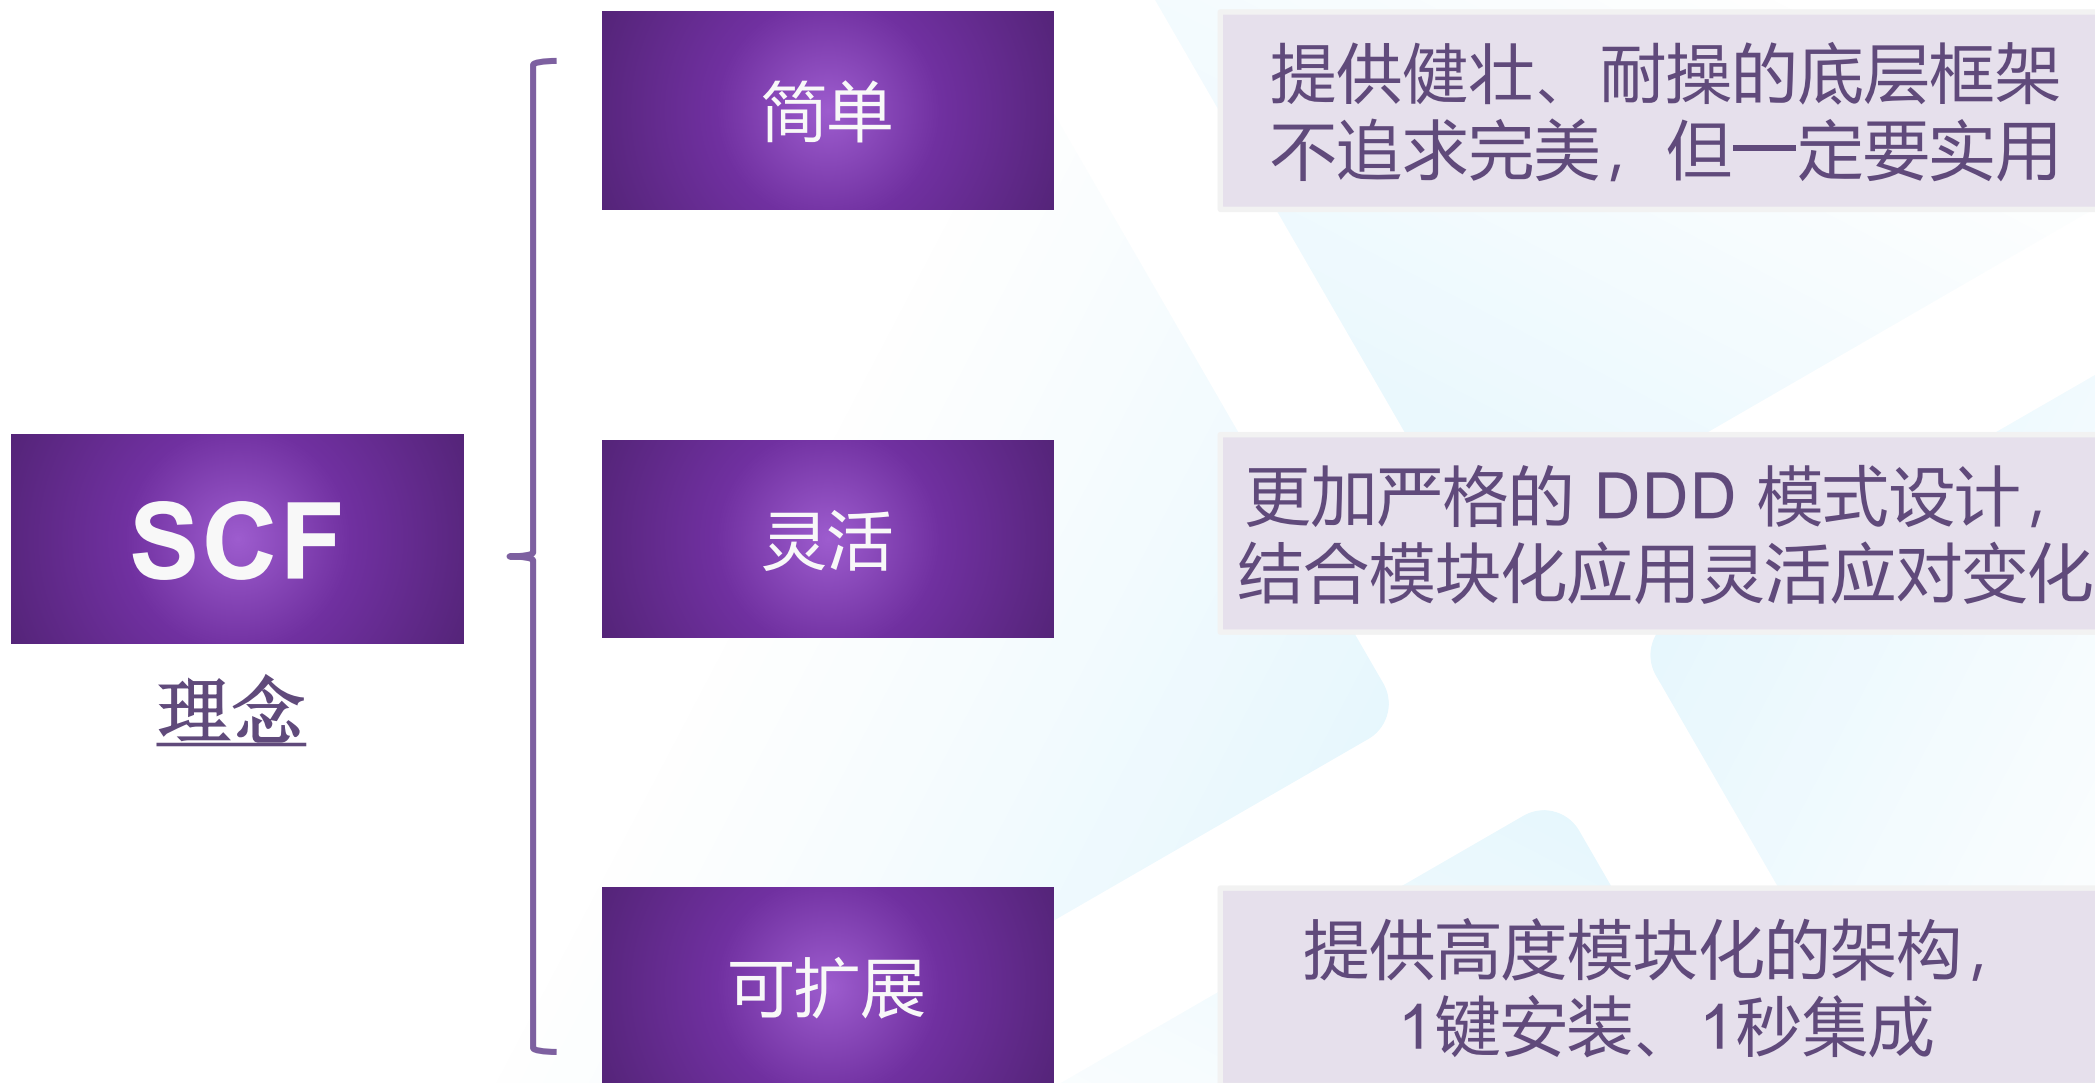 SCF
理念
简单
提供健壮、耐操的底层框架
不追求完美，但一定要实用
灵活
更加严格的 DDD 模式设计，
结合模块化应用灵活应对变化
可扩展
提供高度模块化的架构，
1键安装、1秒集成